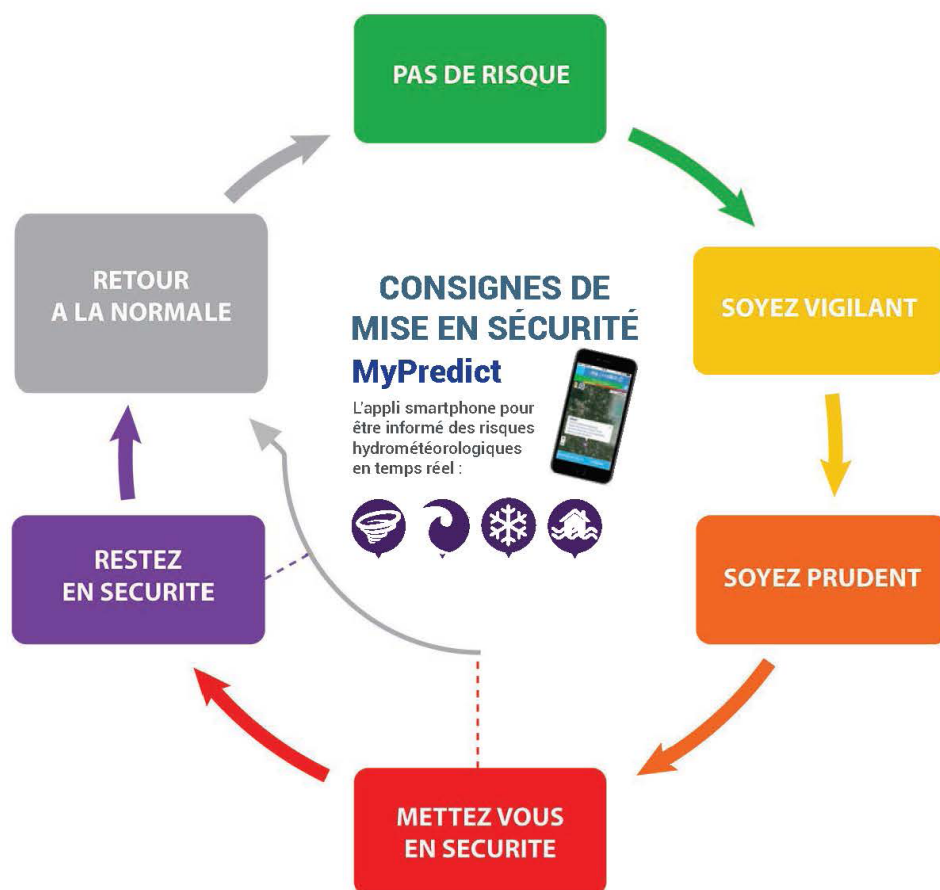 PAS DE RISQUE
SOYEZ VIGILANT
SOYEZ PRUDENT
METTEZ VOUS
EN SECURITE
RESTEZ
EN SECURITE
RETOUR
A LA NORMALE
CONSIGNES DE
MISE EN SÉCURITÉ
MyPredict
L'appli smartphone pour
être informé des risques
hydrométéorologiques
en temps réel :